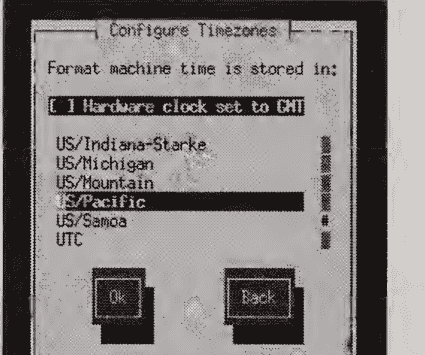 Configure Timezones
Format machine time is stored in:
[ ] Hardware clock set to GMT
US/Indiana-Starke
US/Michigan
US/Mountain
US/Pacific
US/Samoa #
UTC
Ok Back